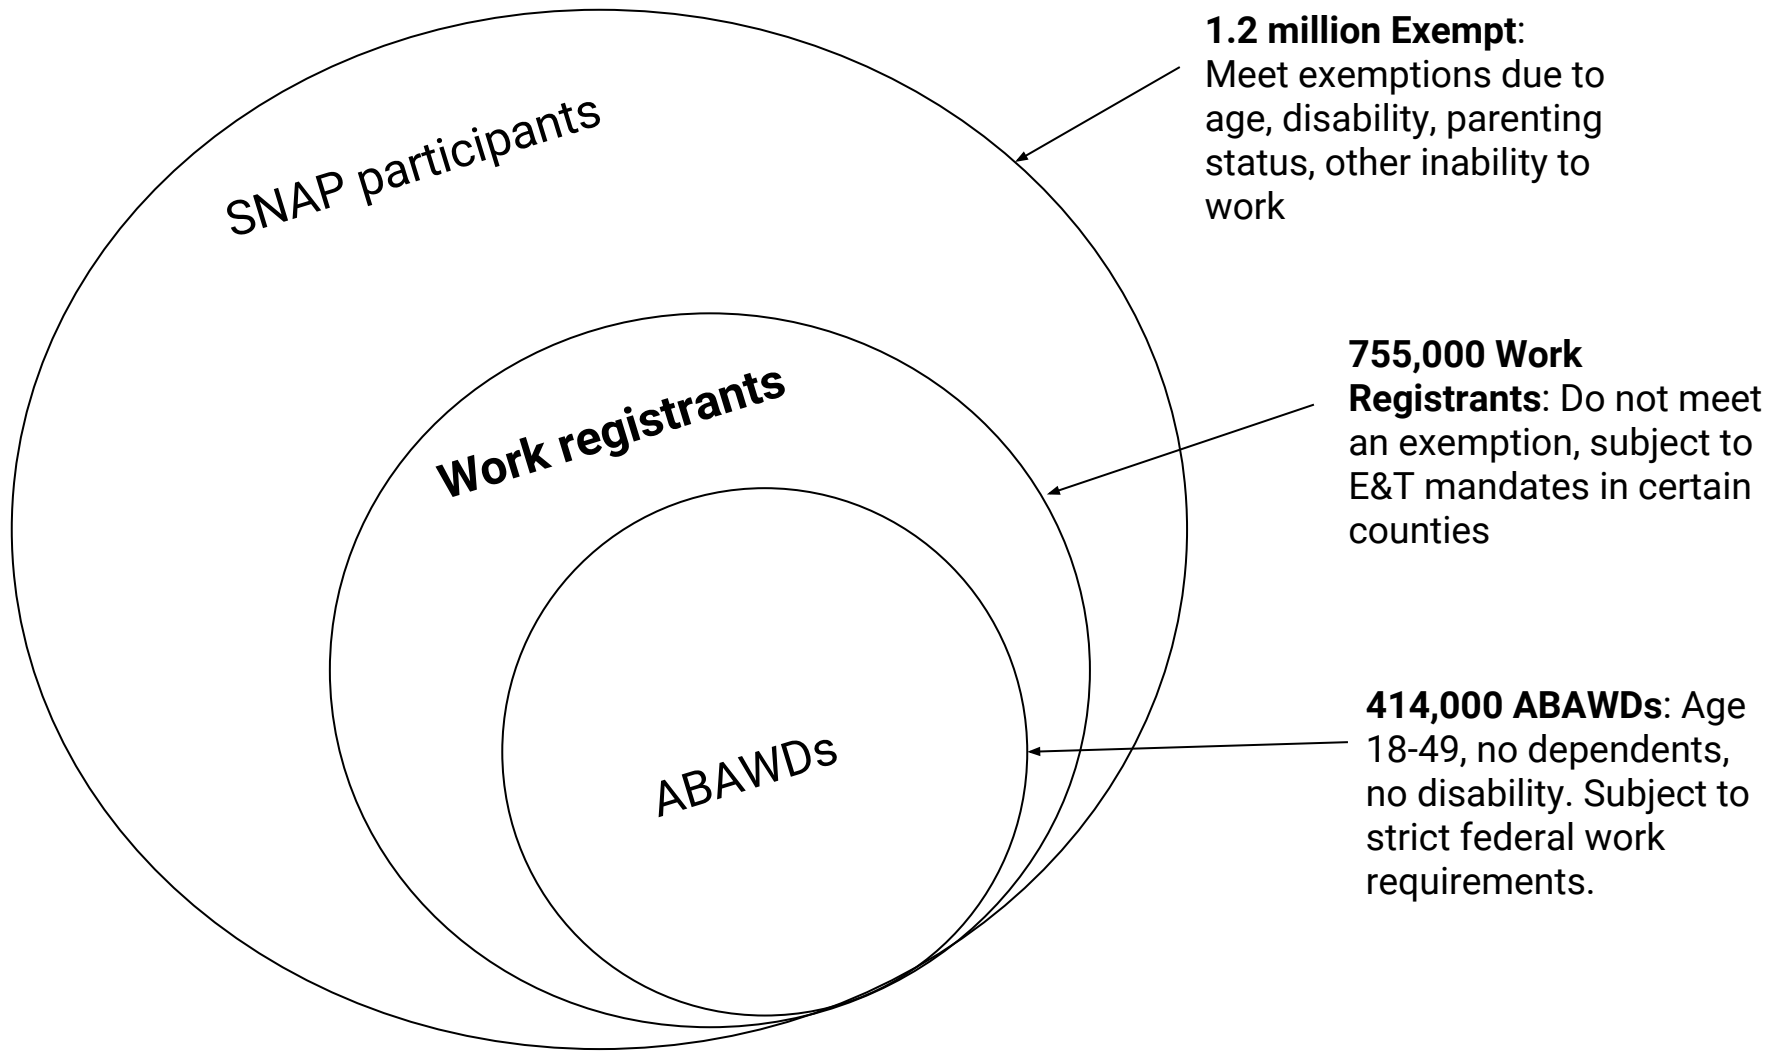 SNAP participants
Work registrants
ABAWDs
1.2 million Exempt:
Meet exemptions due to
age, disability, parenting
status, other inability to
work
755,000 Work
Registrants: Do not meet
an exemption, subject to
E&T mandates in certain
counties
414,000 ABAWDs: Age
18-49, no dependents,
no disability. Subject to
strict federal work
requirements.